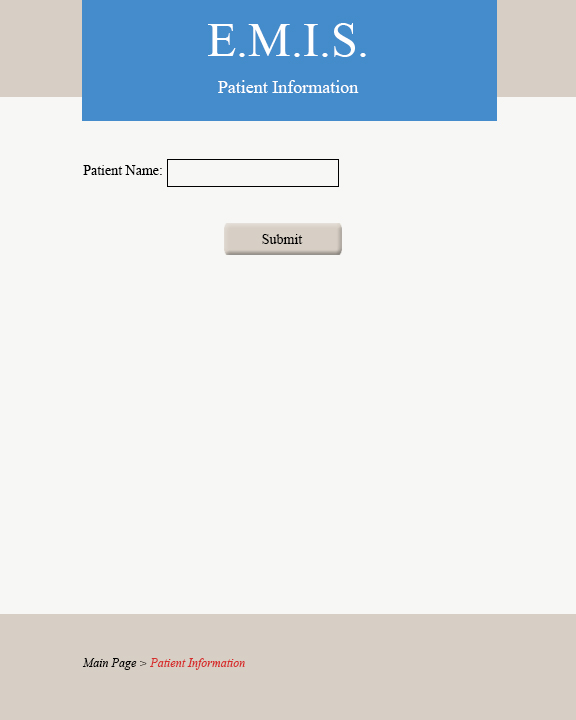 E.M.I.S.
Patient Information
Patient Name:
Submit
Main Page > Patient Information